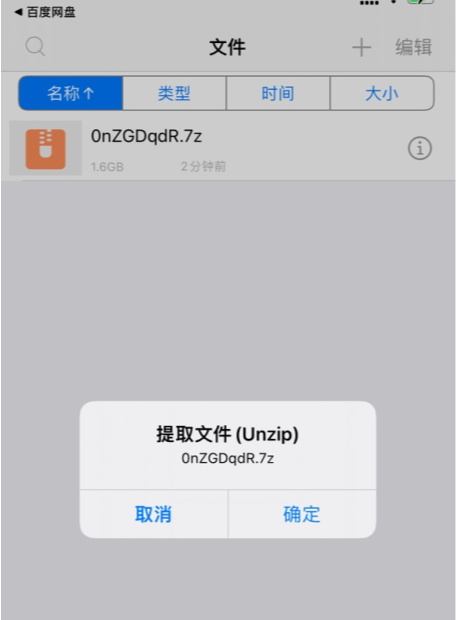 ◀ 百度网盘
文件
编辑
名称↑
类型
时间
大小
0nZGDqdR.7z
1.6GB
2分钟前
提取文件(Unzip)
0nZGDqdR.7z
取消
确定